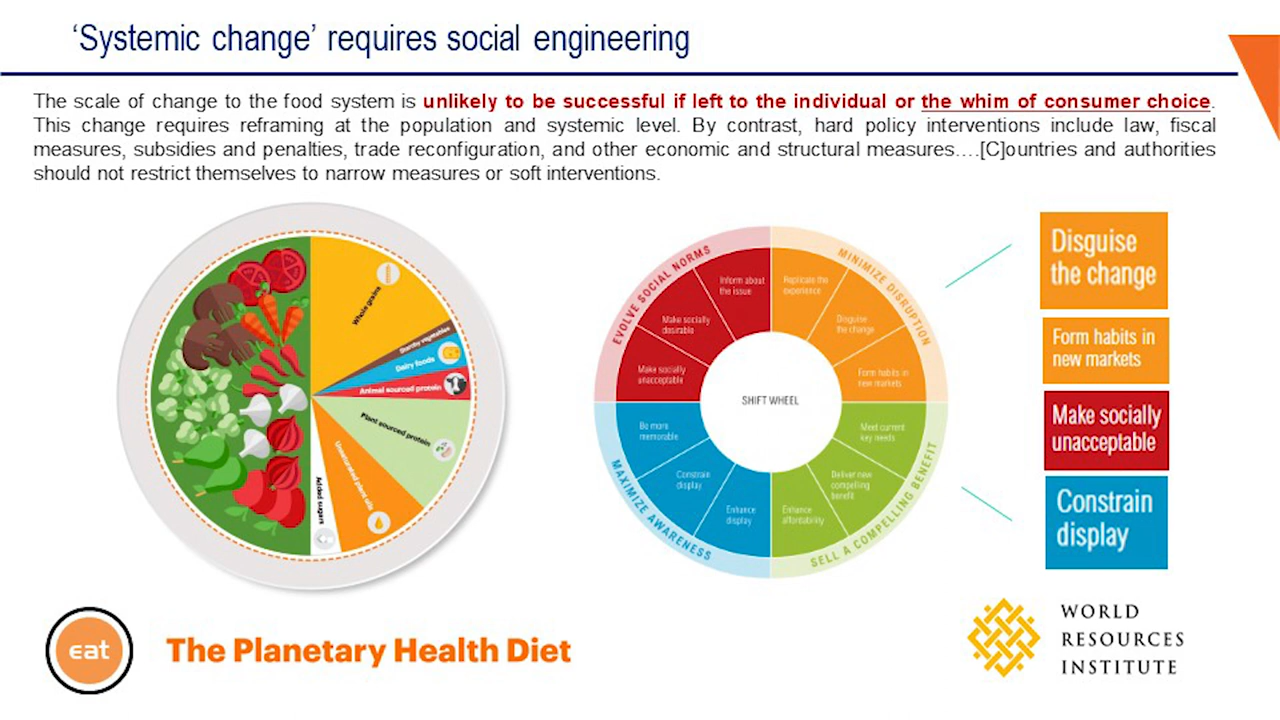 ‘Systemic change’ requires social engineering
The scale of change to the food system is unlikely to be successful if left to the individual or the whim of consumer choice.
This change requires reframing at the population and systemic level. By contrast, hard policy interventions include law, fiscal
measures, subsidies and penalties, trade reconfiguration, and other economic and structural measures….[C]ountries and authorities
should not restrict themselves to narrow measures or soft interventions.
Whole grains
Starchy vegetables
Dairy foods
Animal sourced protein
Plant sourced protein
Unsaturated plant oils
Added sugars
EVOLVE SOCIAL NORMS
Inform about
the issue
Make socially
desirable
Make socially
unacceptable
MINIMIZE DISRUPTION
Replicate the
experience
Disguise
the change
Form habits in
new markets
SHIFT WHEEL
MAXIMIZE AWARENESS
Be more
memorable
Constrain
display
Enhance
display
SELL A COMPELLING BENEFIT
Meet current
key needs
Deliver new
compelling
benefit
Enhance
affordability
Disguise
the change
Form habits in
new markets
Make socially
unacceptable
Constrain
display
eat
The Planetary Health Diet
WORLD
RESOURCES
INSTITUTE